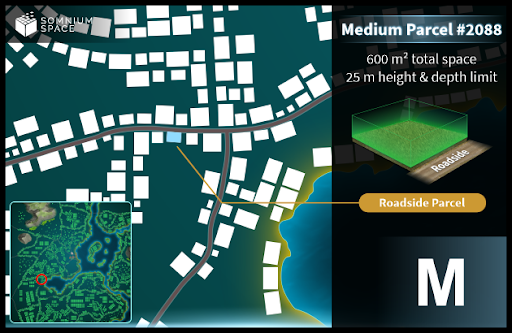 SOMNIUM
SPACE
Medium Parcel #2088
600 m² total space
25 m height & depth limit
Roadside
Roadside Parcel
M